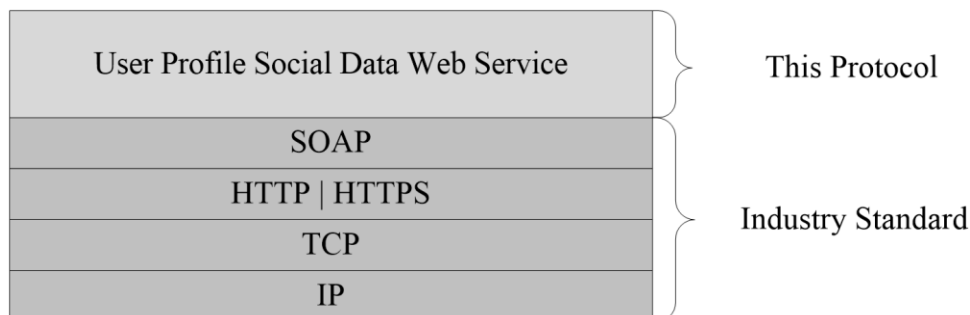 User Profile Social Data Web Service
This Protocol
SOAP
HTTP | HTTPS
TCP
Industry Standard
IP